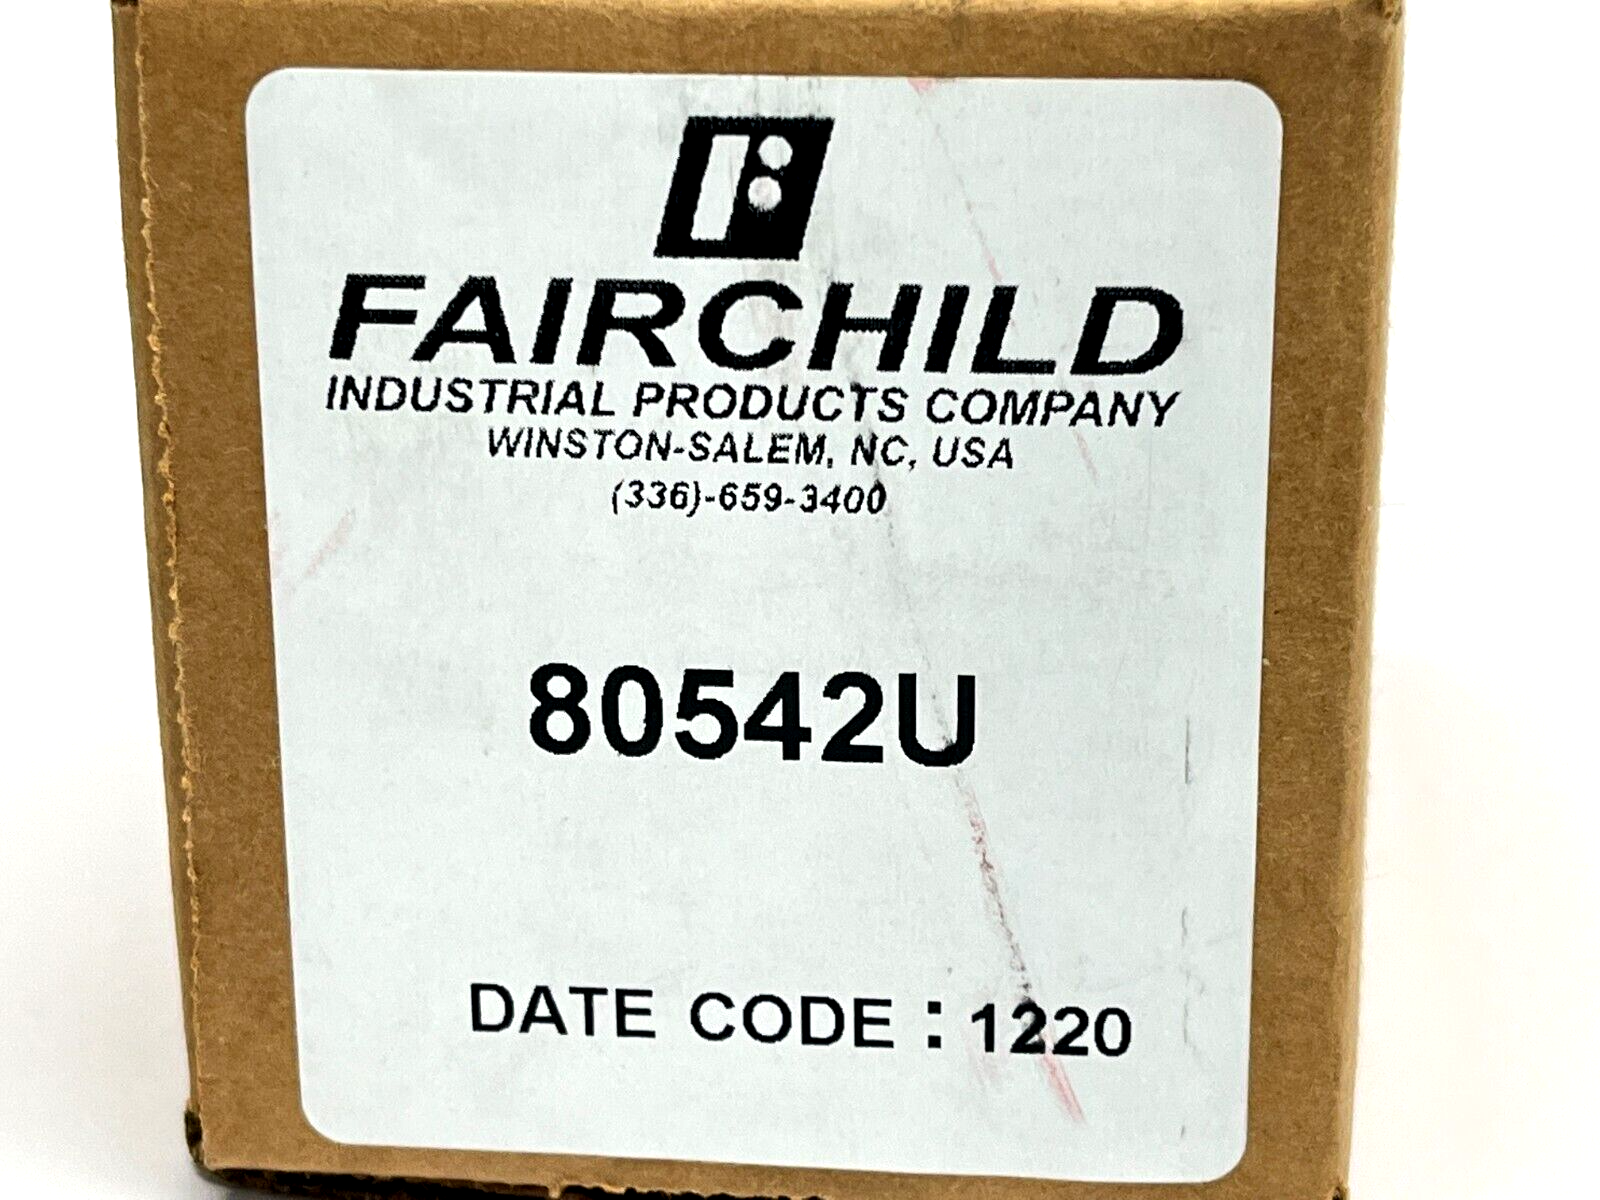 FAIRCHILD
INDUSTRIAL PRODUCTS COMPANY
WINSTON-SALEM, NC, USA
(336)-659-3400
80542U
DATE CODE : 1220